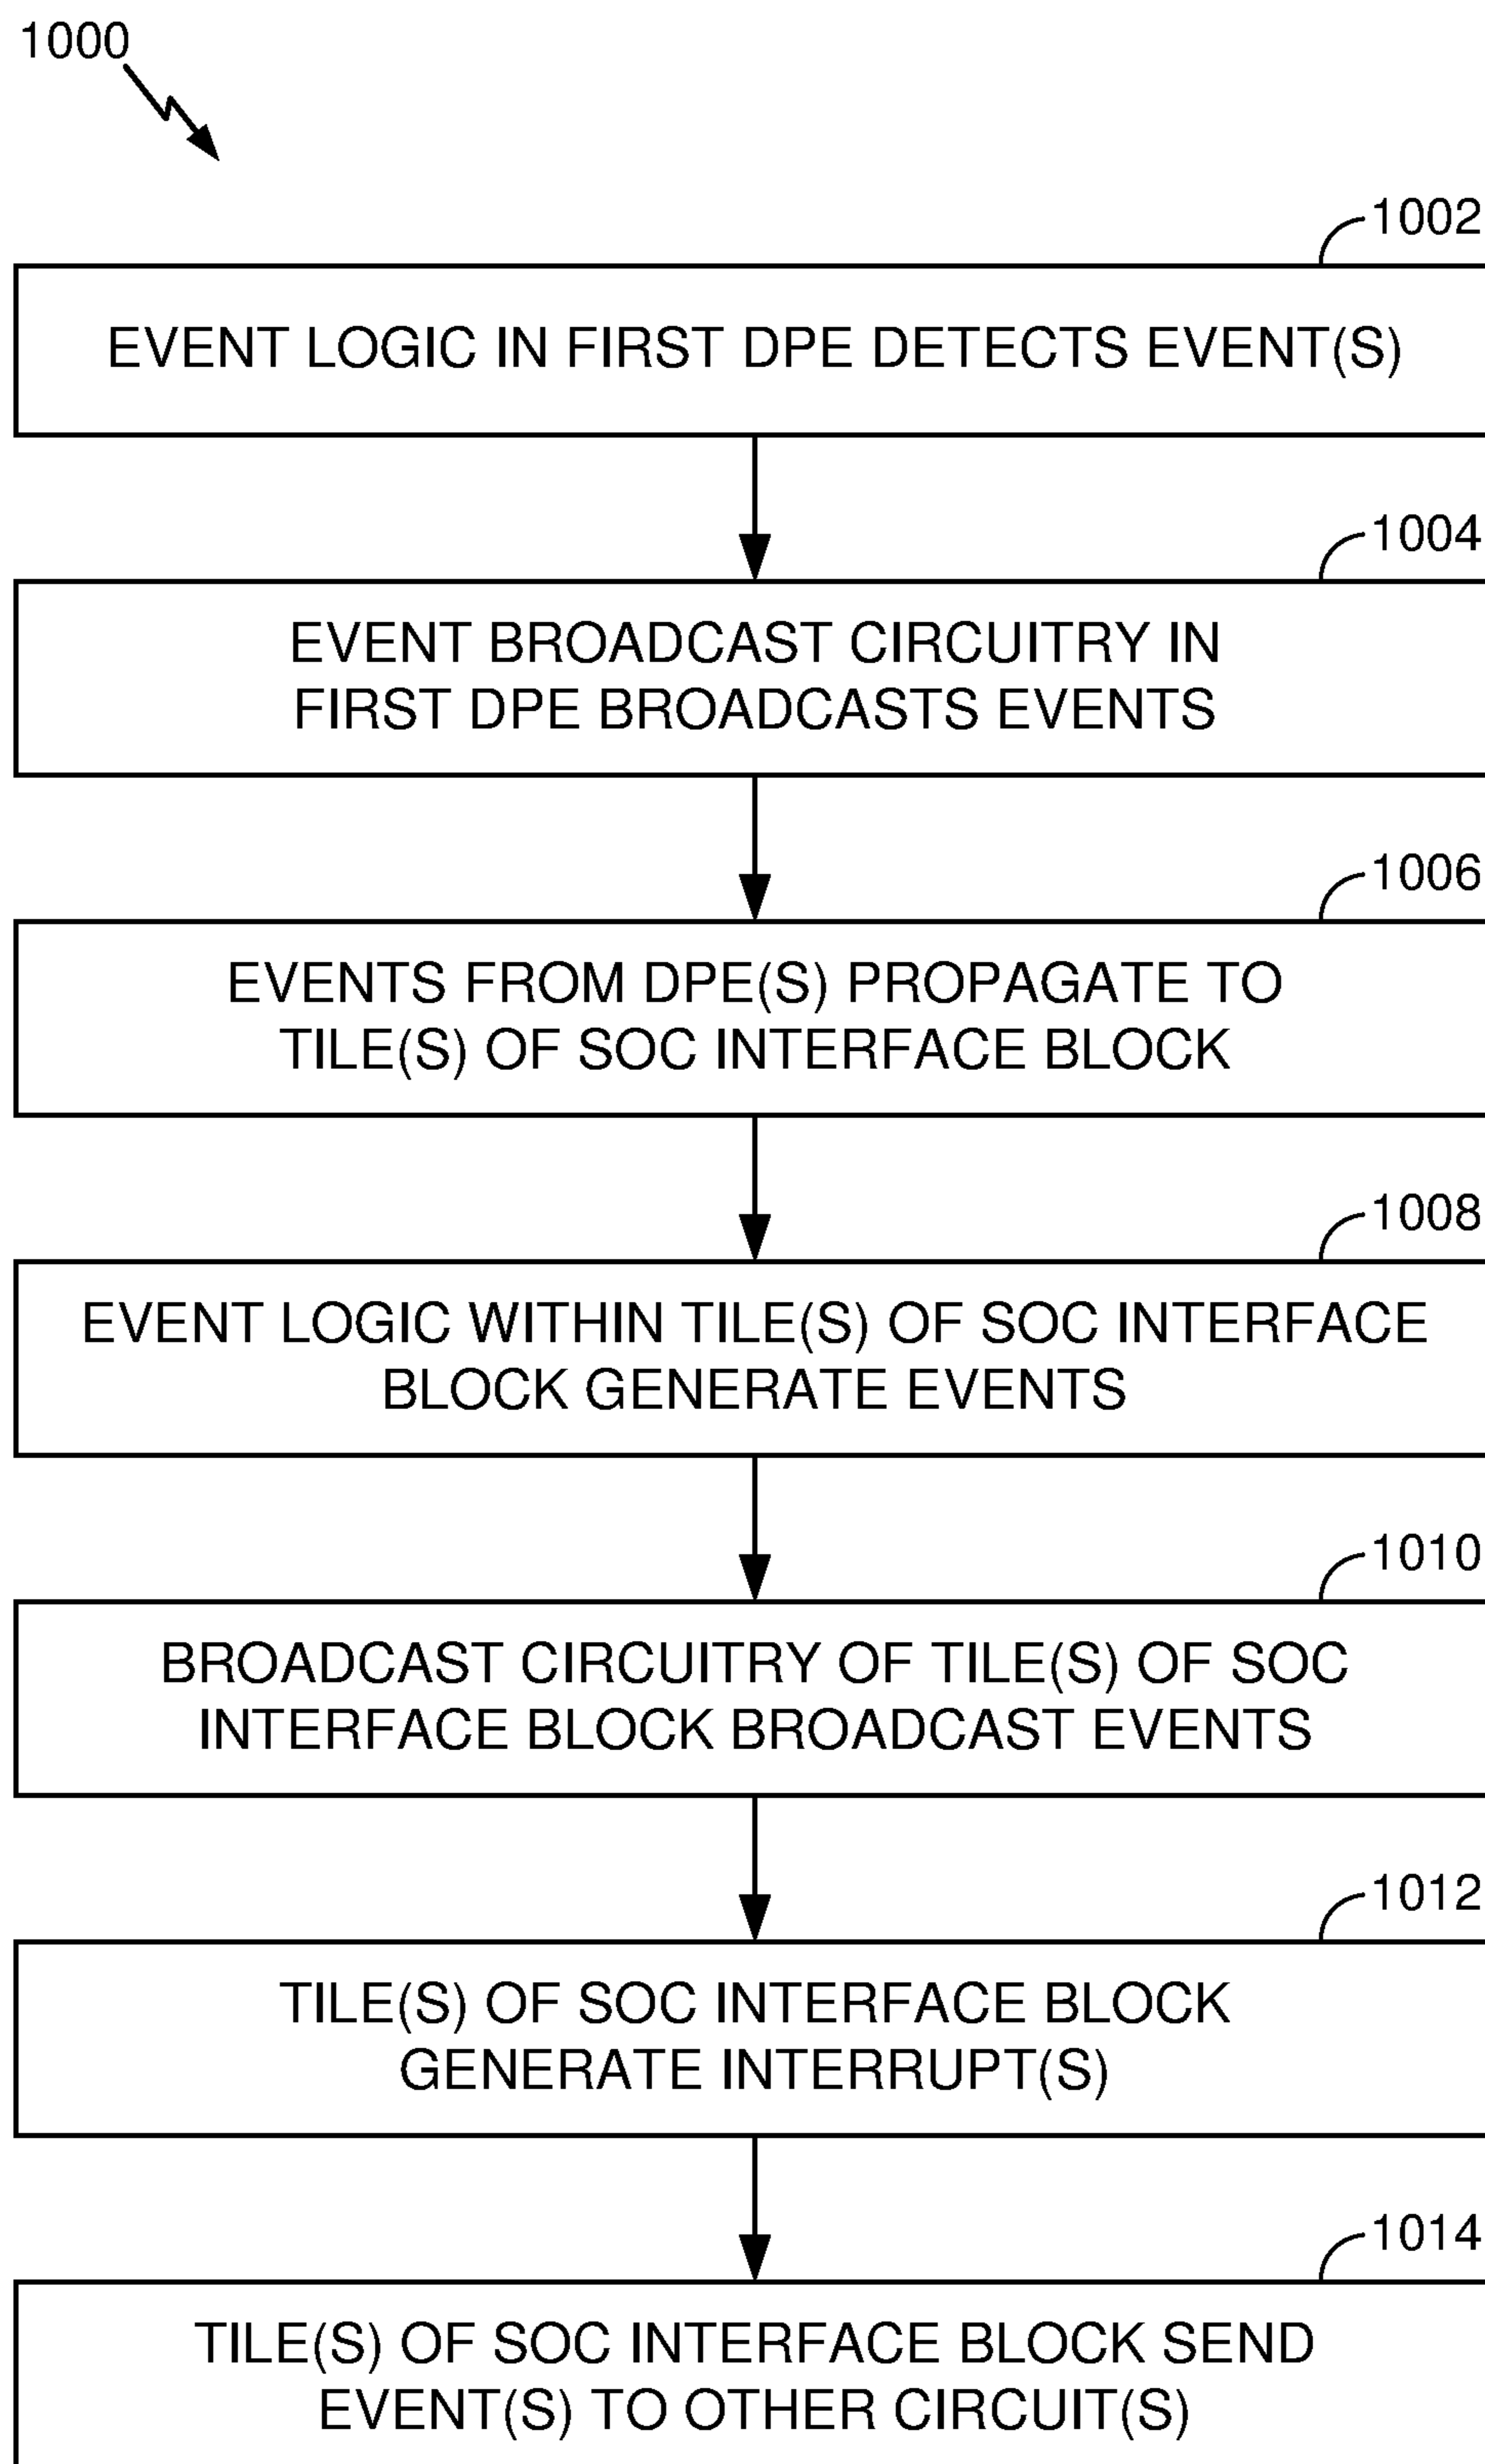 1000
1002
EVENT LOGIC IN FIRST DPE DETECTS EVENT(S)
1004
EVENT BROADCAST CIRCUITRY IN
FIRST DPE BROADCASTS EVENTS
1006
EVENTS FROM DPE(S) PROPAGATE TO
TILE(S) OF SOC INTERFACE BLOCK
1008
EVENT LOGIC WITHIN TILE(S) OF SOC INTERFACE
BLOCK GENERATE EVENTS
1010
BROADCAST CIRCUITRY OF TILE(S) OF SOC
INTERFACE BLOCK BROADCAST EVENTS
1012
TILE(S) OF SOC INTERFACE BLOCK
GENERATE INTERRUPT(S)
1014
TILE(S) OF SOC INTERFACE BLOCK SEND
EVENT(S) TO OTHER CIRCUIT(S)